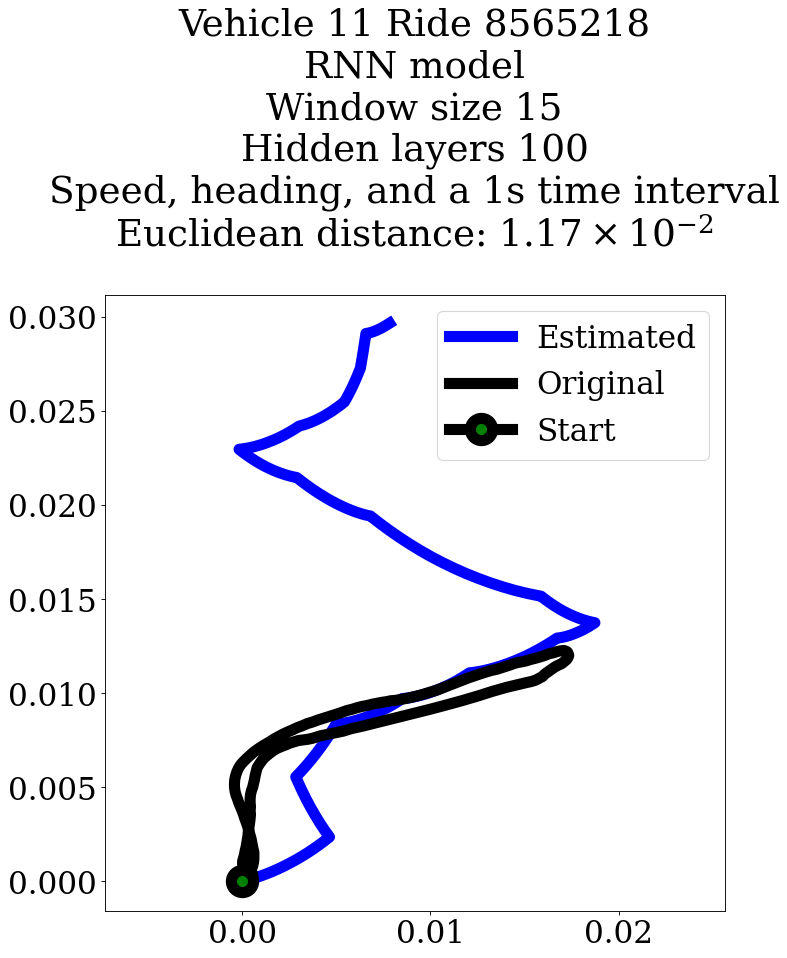 Vehicle 11 Ride 8565218
RNN model
Window size 15
Hidden layers 100
Speed, heading, and a 1s time interval
Euclidean distance: 1.17 × 10⁻²
0.030
0.025
0.020
0.015
0.010
0.005
0.000
Estimated
Original
Start
0.00 0.01 0.02